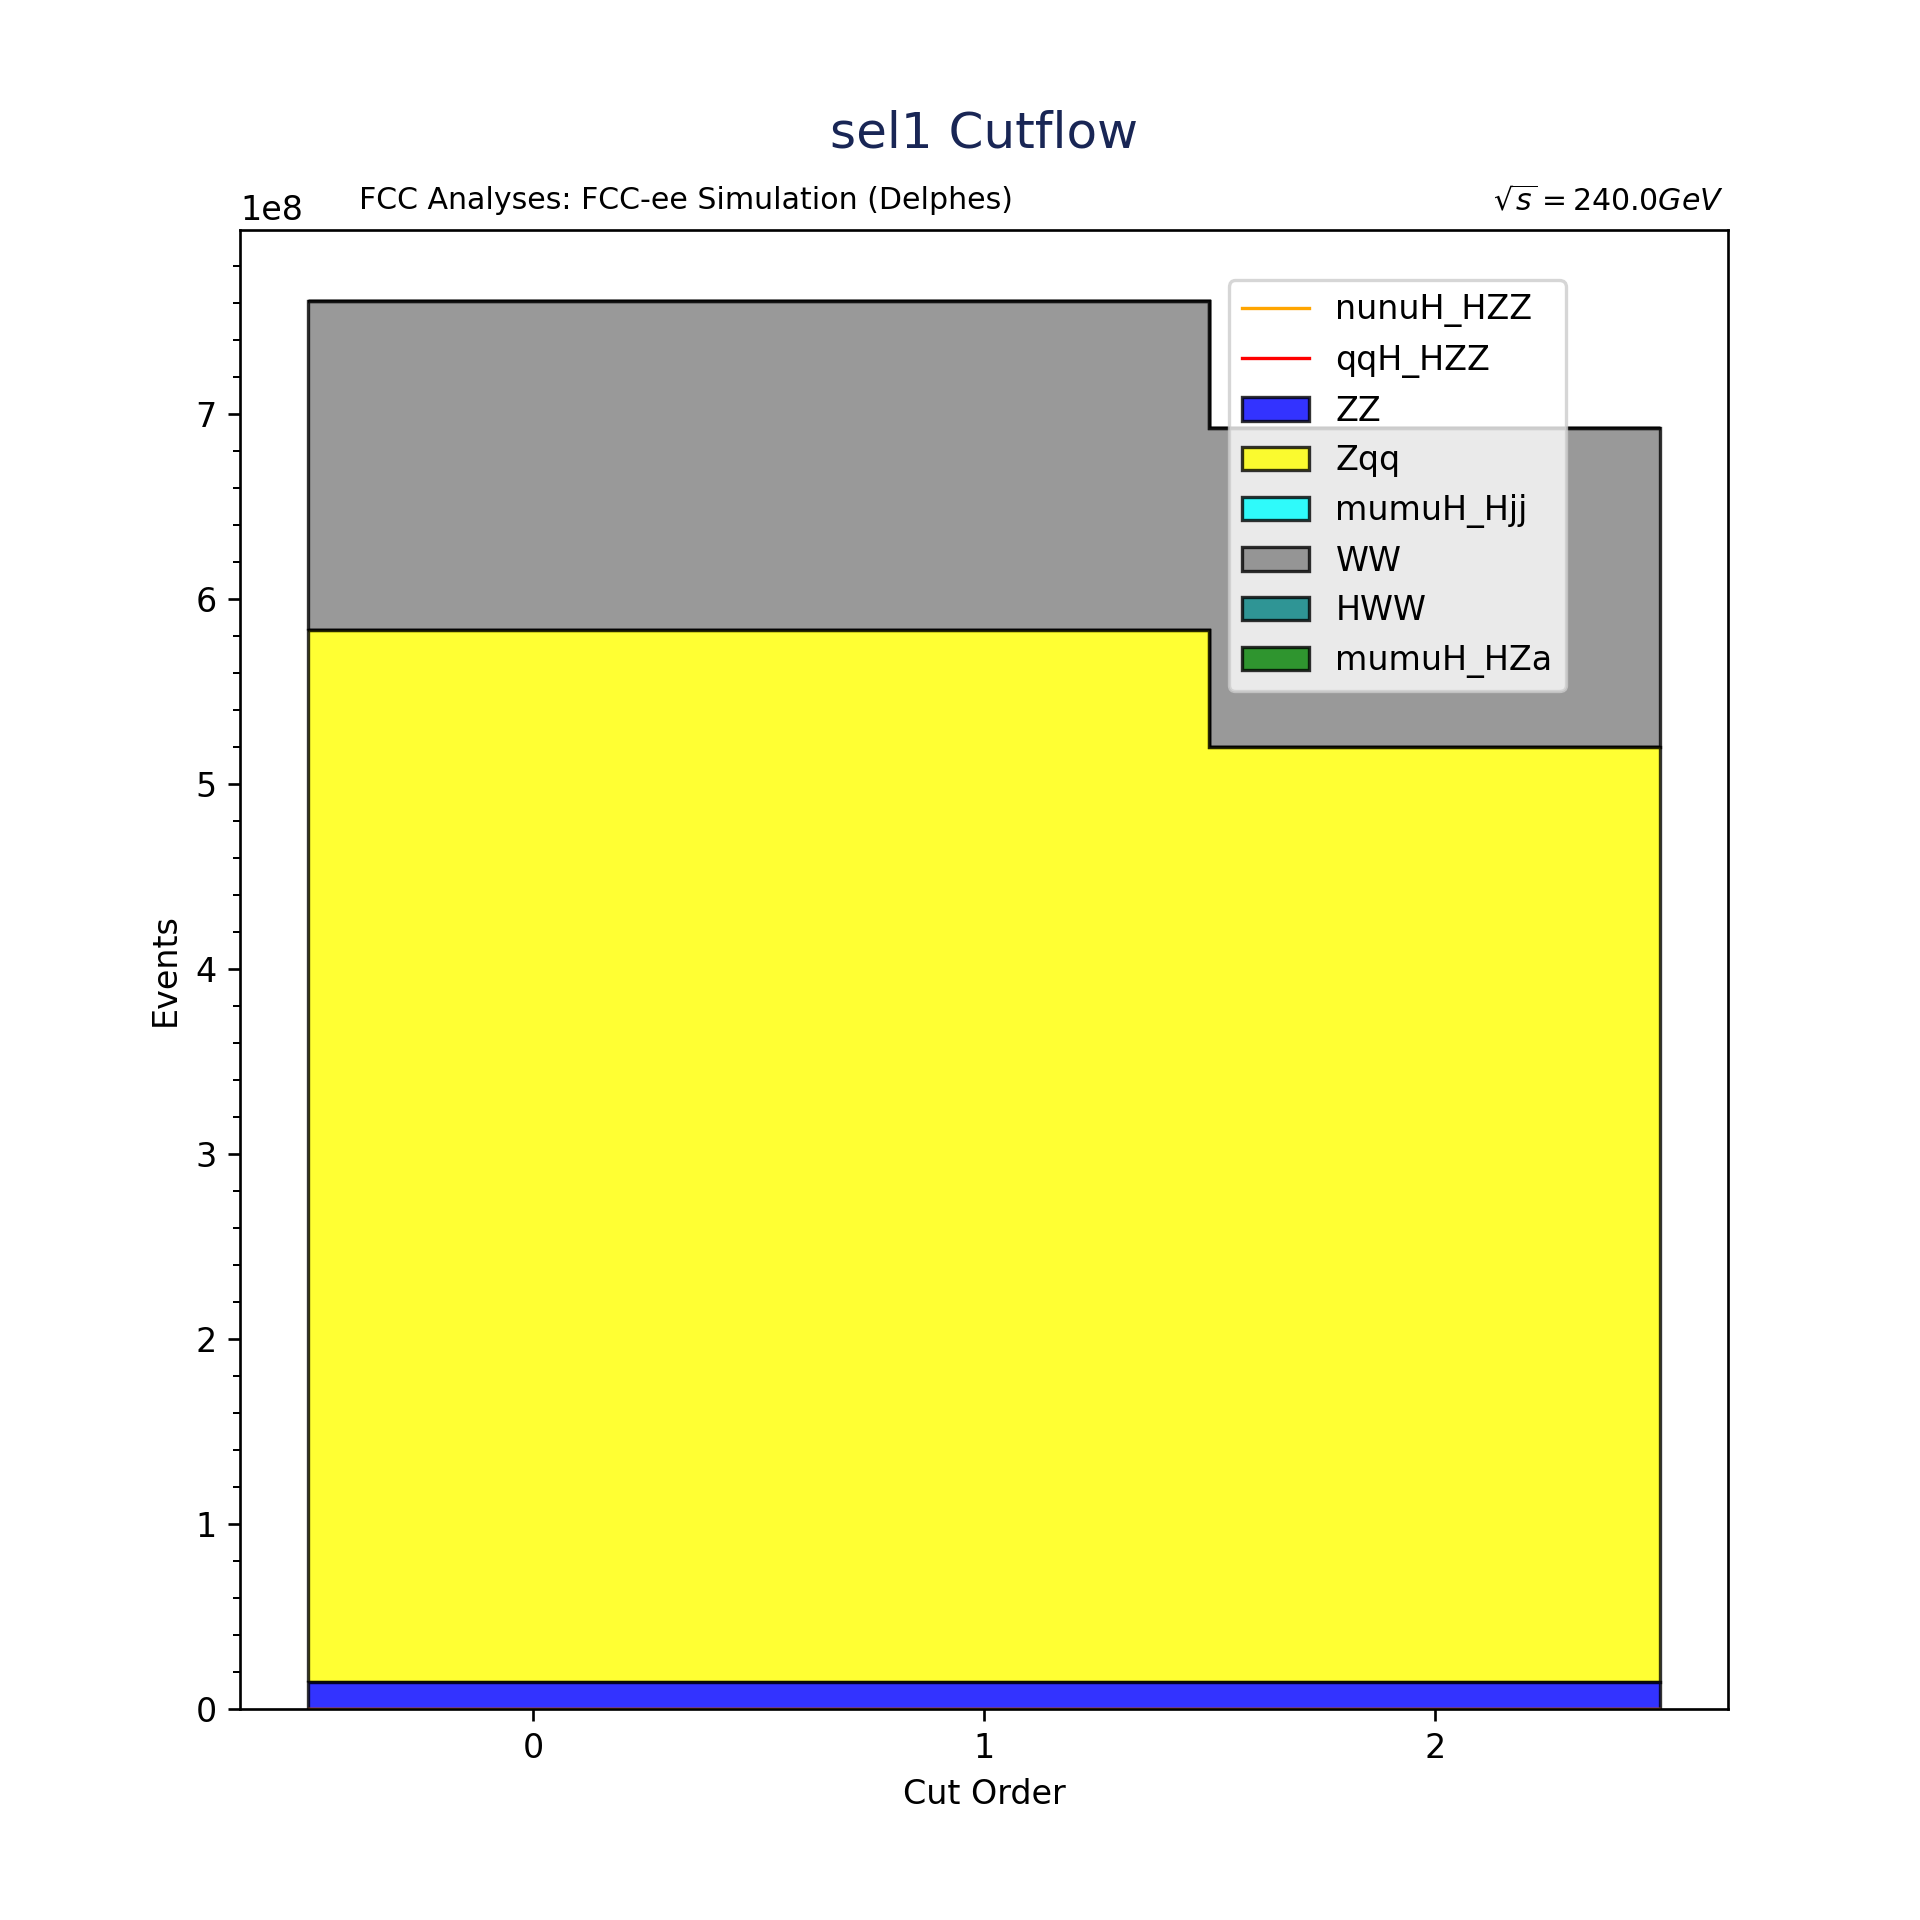 sel1 Cutflow
1e8 FCC Analyses: FCC-ee Simulation (Delphes) √s = 240.0GeV
nunuH_HZZ
qqH_HZZ
ZZ
Zqq
mumuH_Hjj
WW
HWW
mumuH_HZa
7
6
5
4
3
2
1
0
Events
0 1 2
Cut Order